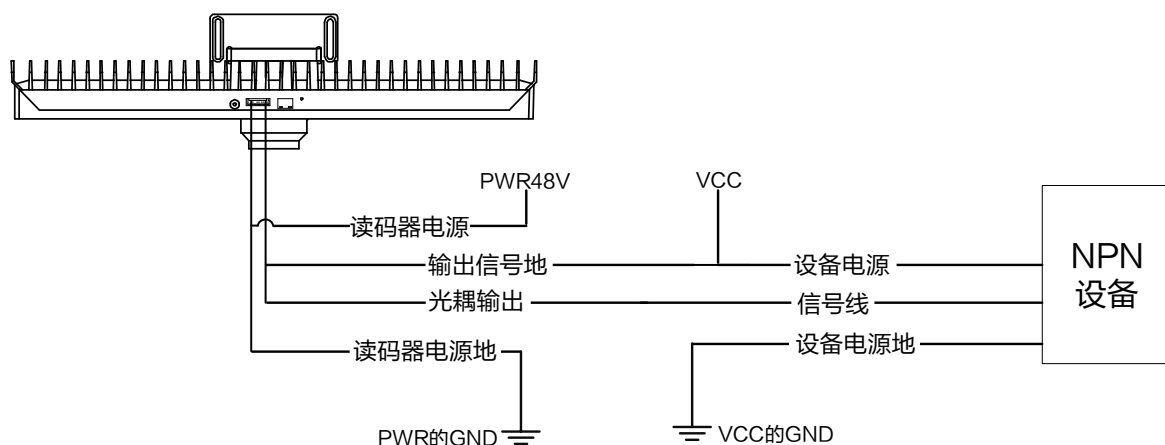 PWR48V
VCC
读码器电源
输出信号地
设备电源
NPN
设备
光耦输出
信号线
读码器电源地
设备电源地
PWR的GND
VCC的GND